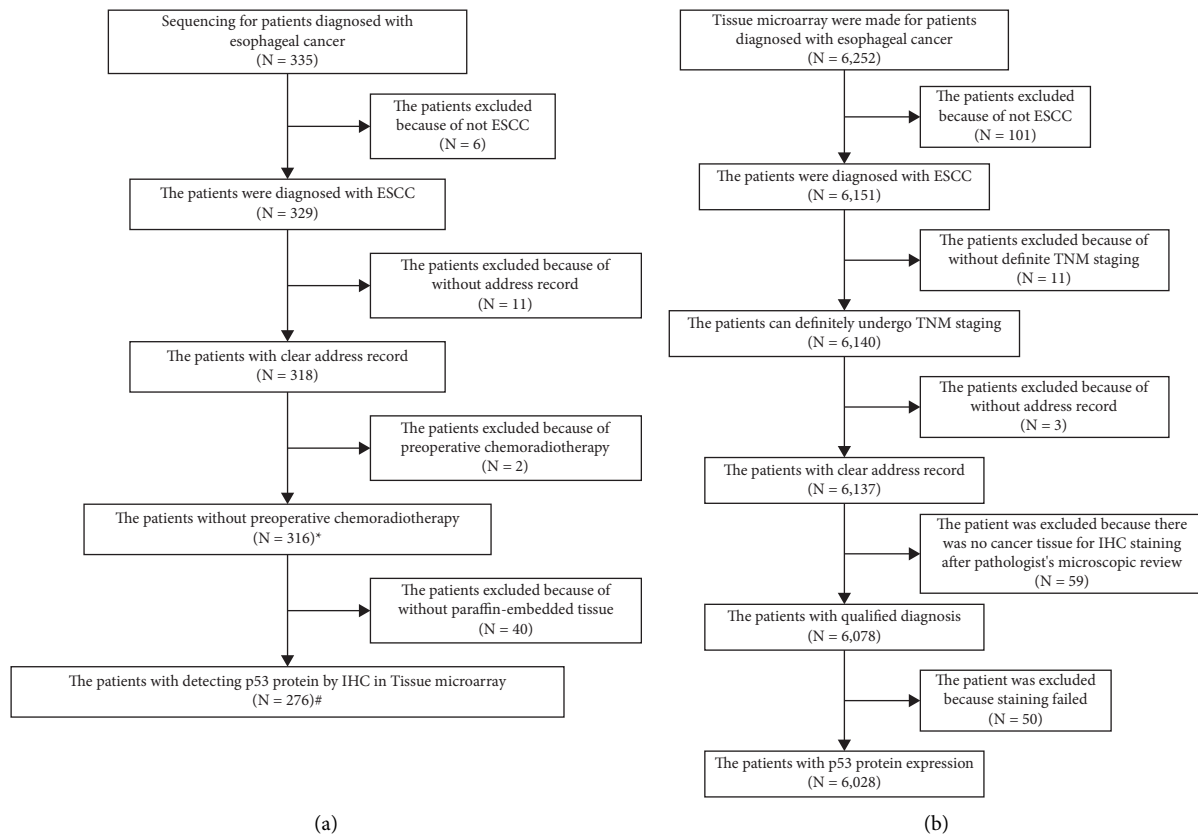 Sequencing for patients diagnosed with
esophageal cancer
(N = 335)
The patients excluded
because of not ESCC
(N = 6)
The patients were diagnosed with ESCC
(N = 329)
The patients excluded because of
without address record
(N = 11)
The patients with clear address record
(N = 318)
The patients excluded because of
preoperative chemoradiotherapy
(N = 2)
The patients without preoperative chemoradiotherapy
(N = 316)*
The patients excluded because of
without paraffin-embedded tissue
(N = 40)
The patients with detecting p53 protein by IHC in Tissue microarray
(N = 276)#
(a)
Tissue microarray were made for patients
diagnosed with esophageal cancer
(N = 6,252)
The patients excluded
because of not ESCC
(N = 101)
The patients were diagnosed with ESCC
(N = 6,151)
The patients excluded because of
without definite TNM staging
(N = 11)
The patients can definitely undergo TNM staging
(N = 6,140)
The patients excluded because of
without address record
(N = 3)
The patients with clear address record
(N = 6,137)
The patient was excluded because there
was no cancer tissue for IHC staining
after pathologist's microscopic review
(N = 59)
The patients with qualified diagnosis
(N = 6,078)
The patient was excluded
because staining failed
(N = 50)
The patients with p53 protein expression
(N = 6,028)
(b)